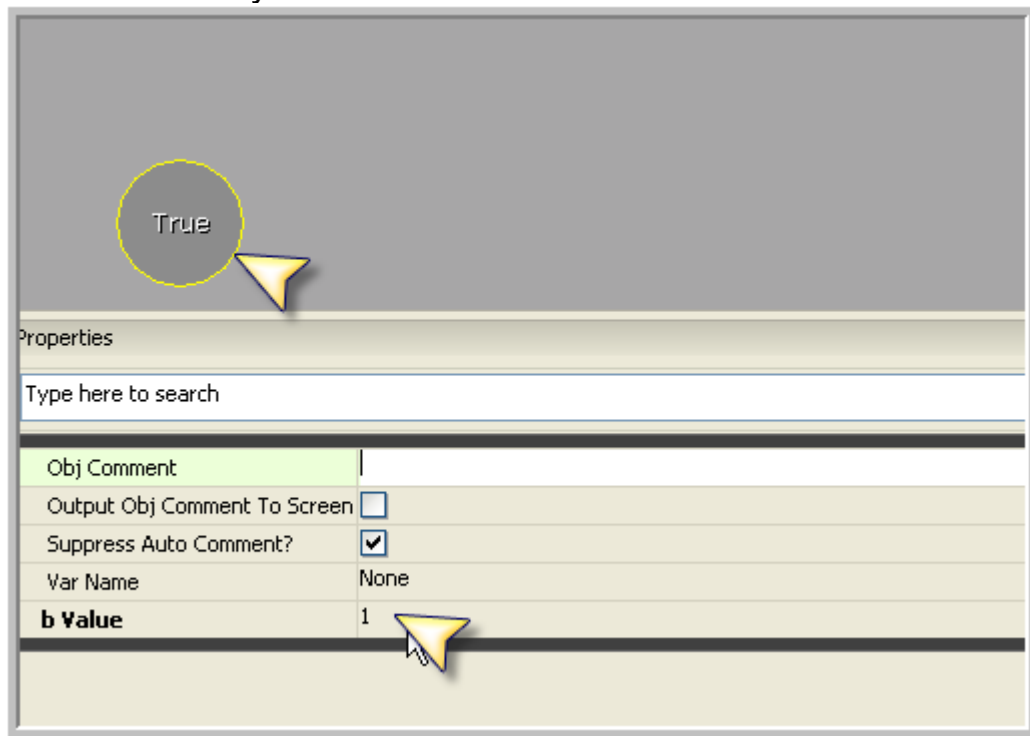 True
Properties
Type here to search
Obj Comment
Output Obj Comment To Screen
Suppress Auto Comment?
Var Name None
b Value 1